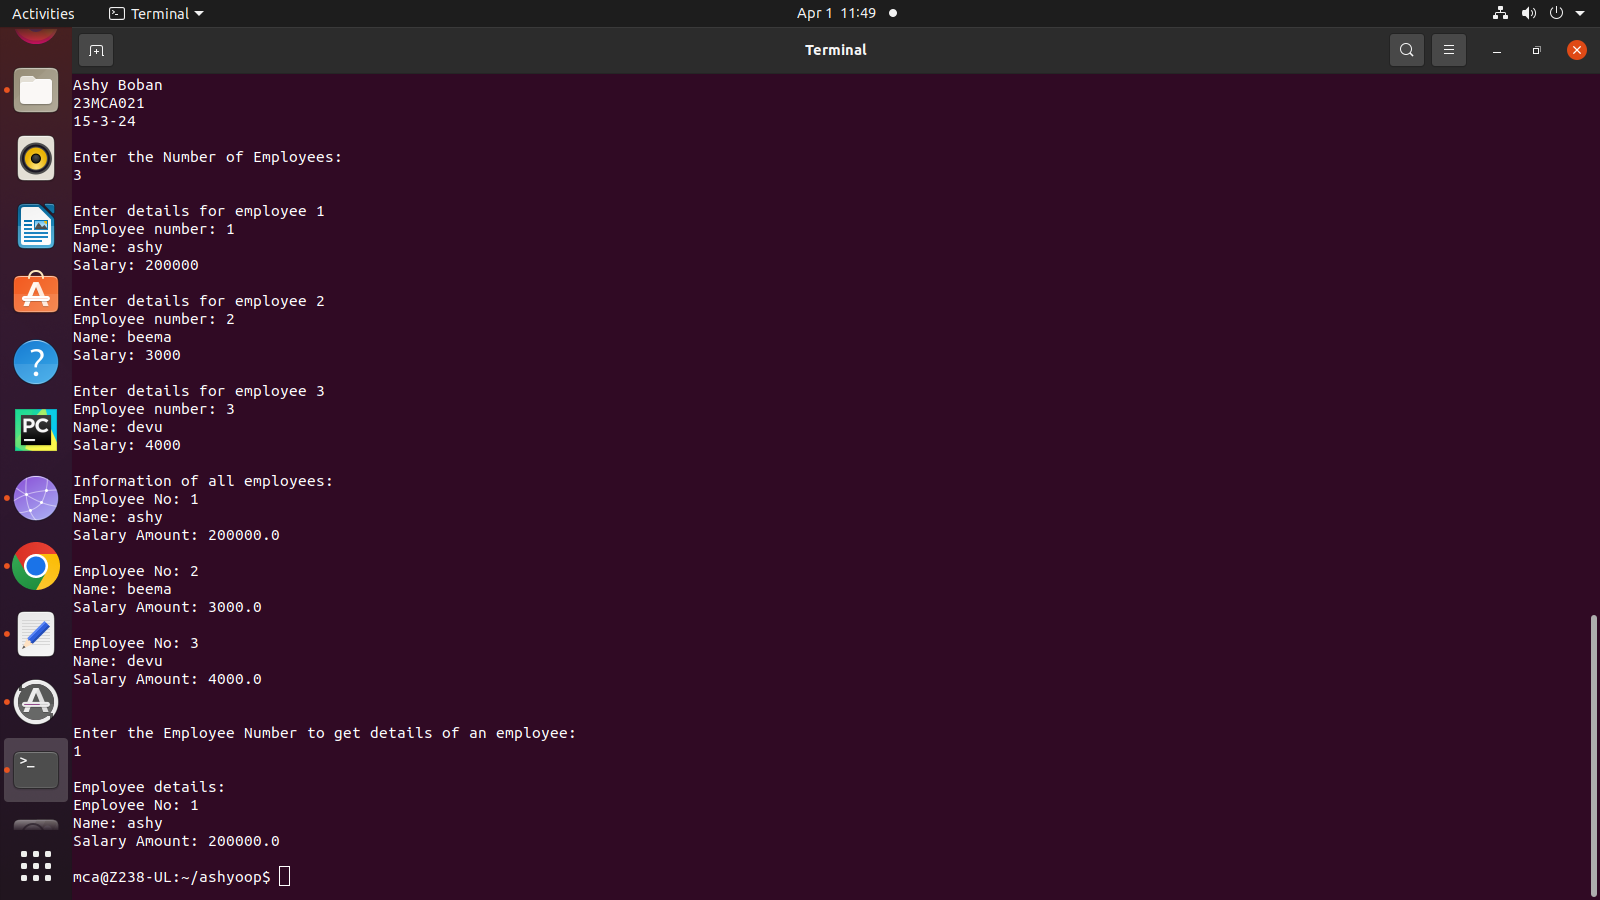 Activities
Terminal
Apr 1 11:49
Terminal
Ashy Boban
23MCA021
15-3-24
Enter the Number of Employees:
3
Enter details for employee 1
Employee number: 1
Name: ashy
Salary: 200000
Enter details for employee 2
Employee number: 2
Name: beema
Salary: 3000
Enter details for employee 3
Employee number: 3
Name: devu
Salary: 4000
Information of all employees:
Employee No: 1
Name: ashy
Salary Amount: 200000.0
Employee No: 2
Name: beema
Salary Amount: 3000.0
Employee No: 3
Name: devu
Salary Amount: 4000.0
Enter the Employee Number to get details of an employee:
1
Employee details:
Employee No: 1
Name: ashy
Salary Amount: 200000.0
mca@Z238-UL:~/ashyoop$
PC
>_